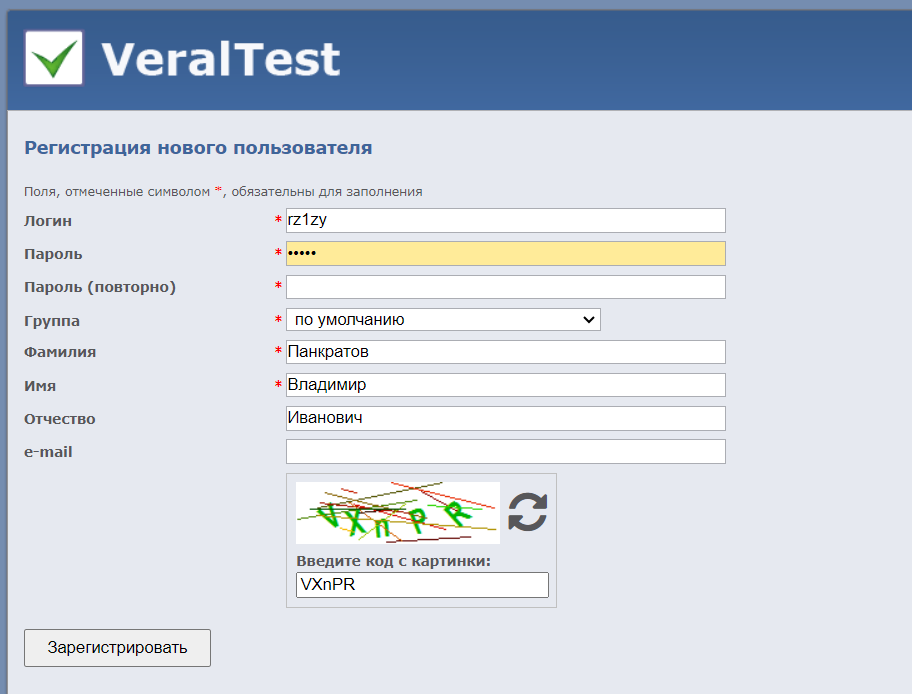 VeralTest
Регистрация нового пользователя
Поля, отмеченные символом *, обязательны для заполнения
Логин * rz1zy
Пароль * •••••
Пароль (повторно) *
Группа * по умолчанию
Фамилия * Панкратов
Имя * Владимир
Отчество Иванович
e-mail
VXnPR
Введите код с картинки:
VXnPR
Зарегистрировать